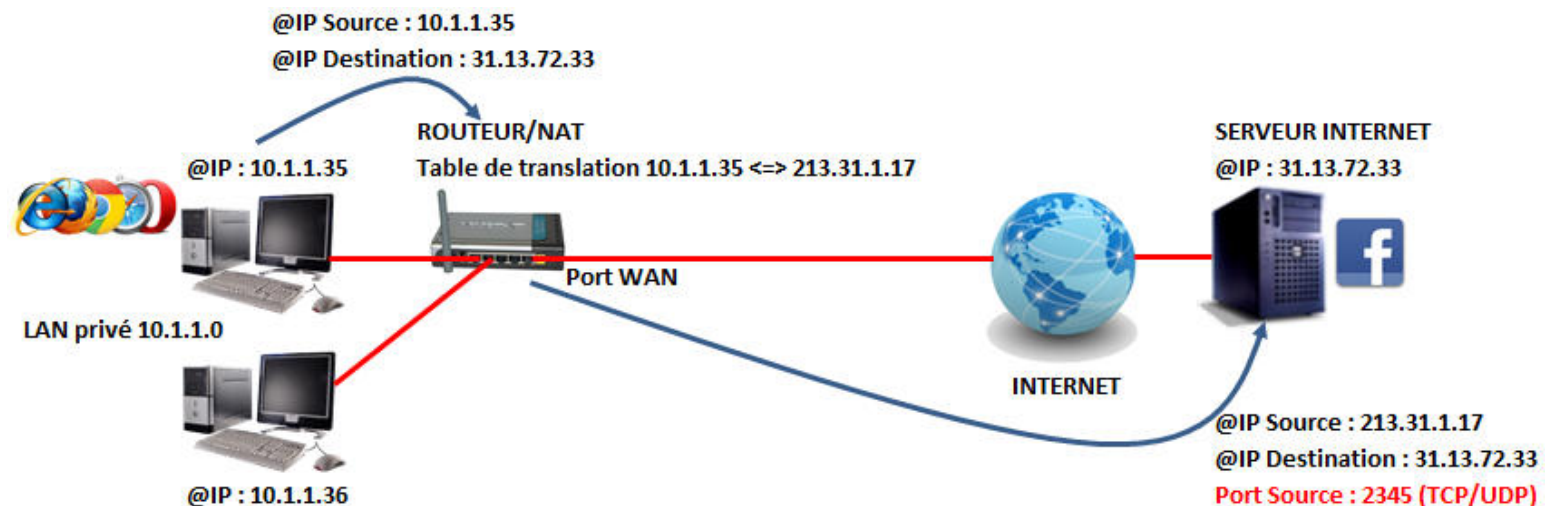 @IP Source : 10.1.1.35
@IP Destination : 31.13.72.33
ROUTEUR/NAT
Table de translation 10.1.1.35 <=> 213.31.1.17
SERVEUR INTERNET
@IP : 31.13.72.33
@IP : 10.1.1.35
Port WAN
LAN privé 10.1.1.0
INTERNET
@IP : 10.1.1.36
@IP Source : 213.31.1.17
@IP Destination : 31.13.72.33
Port Source : 2345 (TCP/UDP)